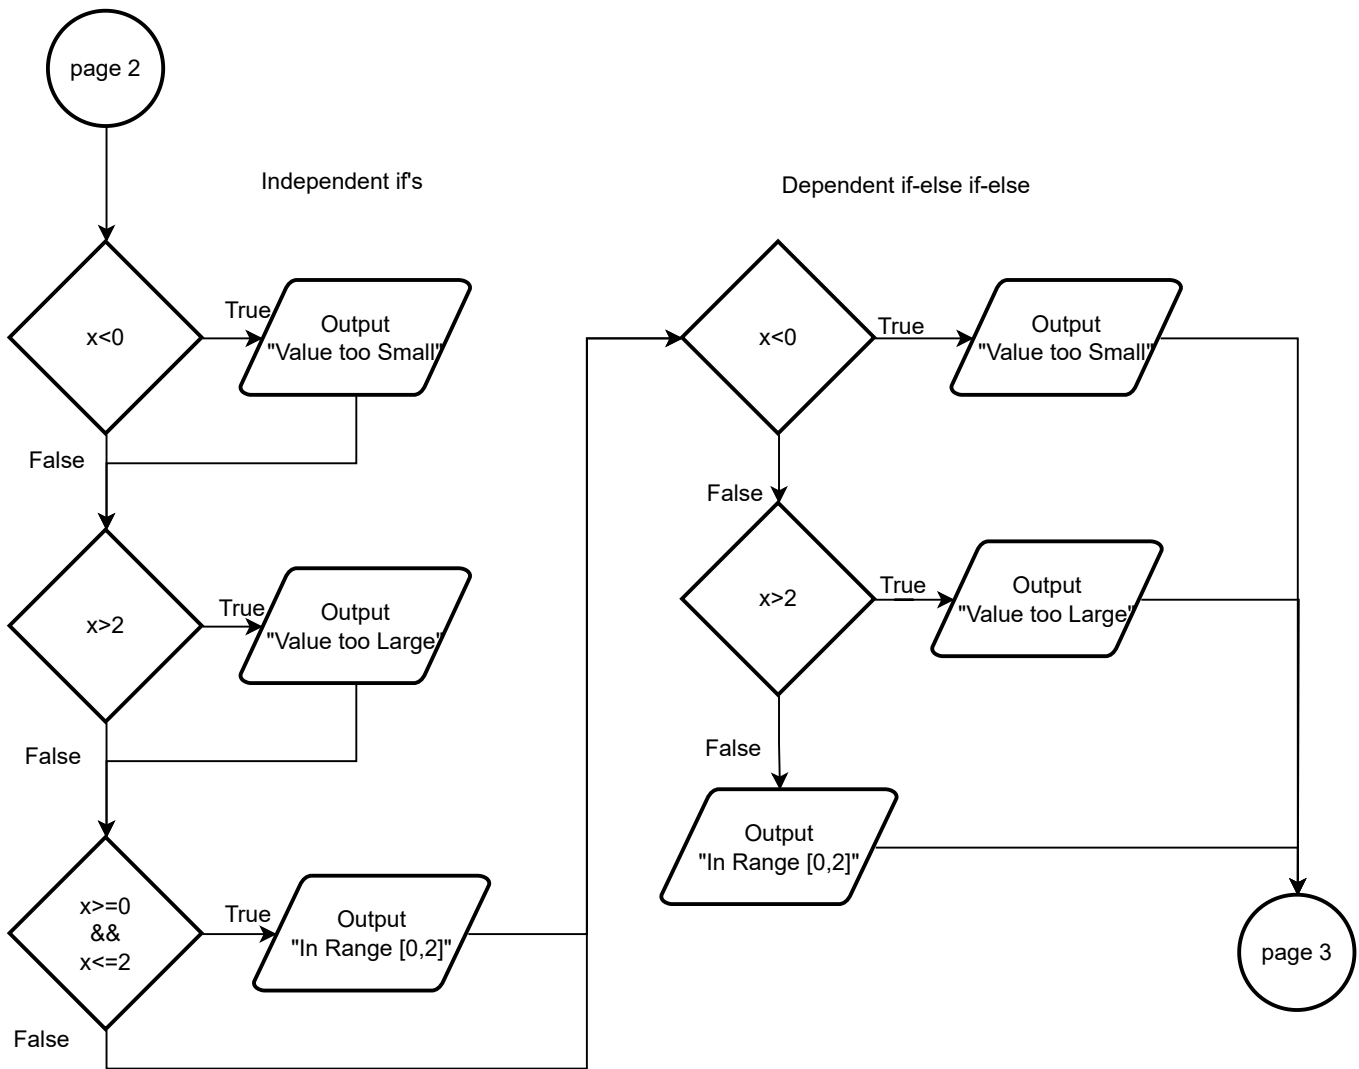 page 2
Independent if's
x<0
True
Output
"Value too Small"
False
x>2
True
Output
"Value too Large"
False
x>=0
&&
x<=2
True
Output
"In Range [0,2]"
False
Dependent if-else if-else
x<0
True
Output
"Value too Small"
False
x>2
True
Output
"Value too Large"
False
Output
"In Range [0,2]"
page 3